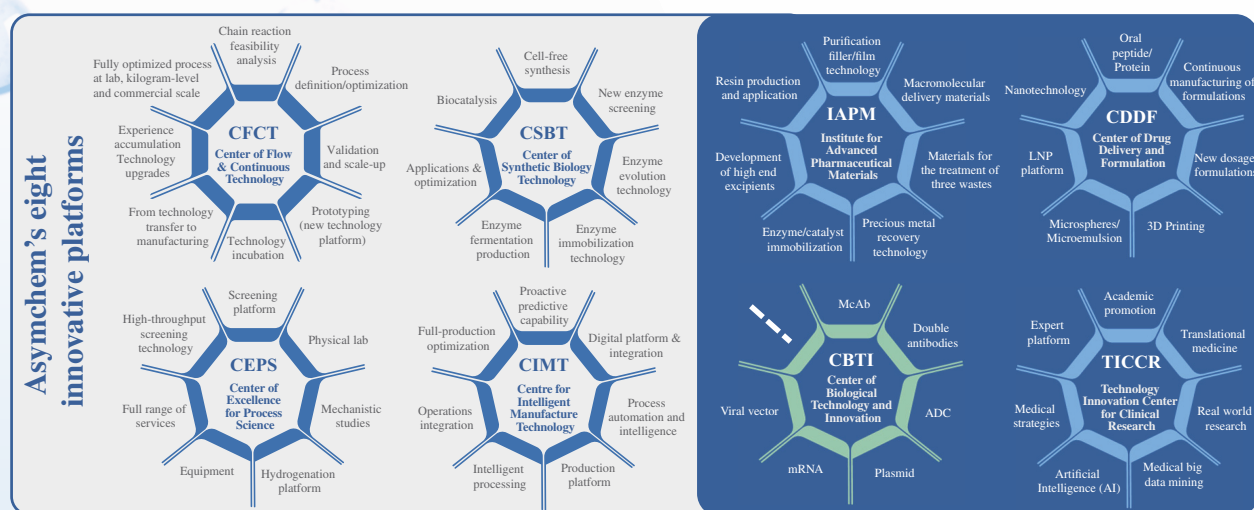 Asymchem's eight
innovative platforms
Chain reaction
feasibility
analysis
Fully optimized process
at lab, kilogram-level
and commercial scale
Process
definition/optimization
Experience
accumulation
Technology
upgrades
CFCT
Center of Flow
& Continuous
Technology
Validation
and scale-up
From technology
transfer to
manufacturing
Technology
incubation
Prototyping
(new technology
platform)
Cell-free
synthesis
Biocatalysis
New enzyme
screening
CSBT
Center of
Synthetic Biology
Technology
Applications &
optimization
Enzyme
evolution
technology
Enzyme
fermentation
production
Enzyme
immobilization
technology
Purification
filler/film
technology
Resin production
and application
Macromolecular
delivery materials
IAPM
Institute for
Advanced
Pharmaceutical
Materials
Development
of high end
excipients
Materials for
the treatment of
three wastes
Enzyme/catalyst
immobilization
Precious metal
recovery
technology
Oral
peptide/
Protein
Nanotechnology
Continuous
manufacturing of
formulations
CDDF
Center of Drug
Delivery and
Formulation
LNP
platform
New dosage
formulations
Microspheres/
Microemulsion
3D Printing
Screening
platform
High-throughput
screening
technology
Physical lab
CEPS
Center of
Excellence
for Process
Science
Full range of
services
Mechanistic
studies
Equipment
Hydrogenation
platform
Proactive
predictive
capability
Full-production
optimization
Digital platform &
integration
CIMT
Centre for
Intelligent
Manufacture
Technology
Operations
integration
Process
automation and
intelligence
Intelligent
processing
Production
platform
McAb
Double
antibodies
CBTI
Center of
Biological
Technology and
Innovation
Viral vector
ADC
mRNA
Plasmid
Academic
promotion
Expert
platform
Translational
medicine
TICCR
Technology
Innovation Center
for Clinical
Research
Medical
strategies
Real world
research
Artificial
Intelligence (AI)
Medical big
data mining